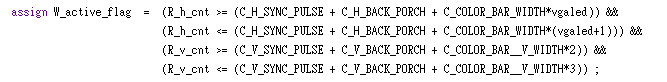 assign W_active_flag = (R_h_cnt >= (C_H_SYNC_PULSE + C_H_BACK_PORCH + C_COLOR_BAR_WIDTH*vgaled)) &&
(R_h_cnt <= (C_H_SYNC_PULSE + C_H_BACK_PORCH + C_COLOR_BAR_WIDTH*(vgaled+1))) &&
(R_v_cnt >= (C_V_SYNC_PULSE + C_V_BACK_PORCH + C_COLOR_BAR__V_WIDTH*2)) &&
(R_v_cnt <= (C_V_SYNC_PULSE + C_V_BACK_PORCH + C_COLOR_BAR__V_WIDTH*3)) ;